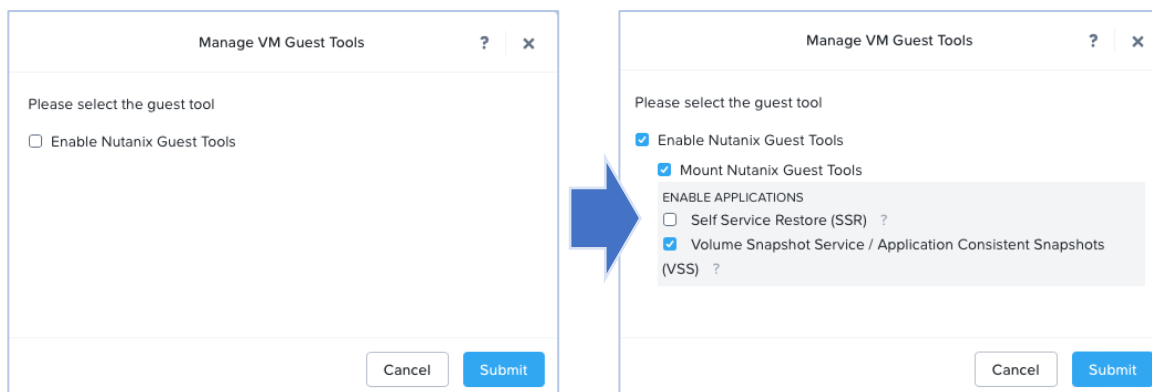 Manage VM Guest Tools ? ×
Please select the guest tool
Enable Nutanix Guest Tools
Cancel Submit
Manage VM Guest Tools ? ×
Please select the guest tool
Enable Nutanix Guest Tools
Mount Nutanix Guest Tools
ENABLE APPLICATIONS
Self Service Restore (SSR) ?
Volume Snapshot Service / Application Consistent Snapshots
(VSS) ?
Cancel Submit